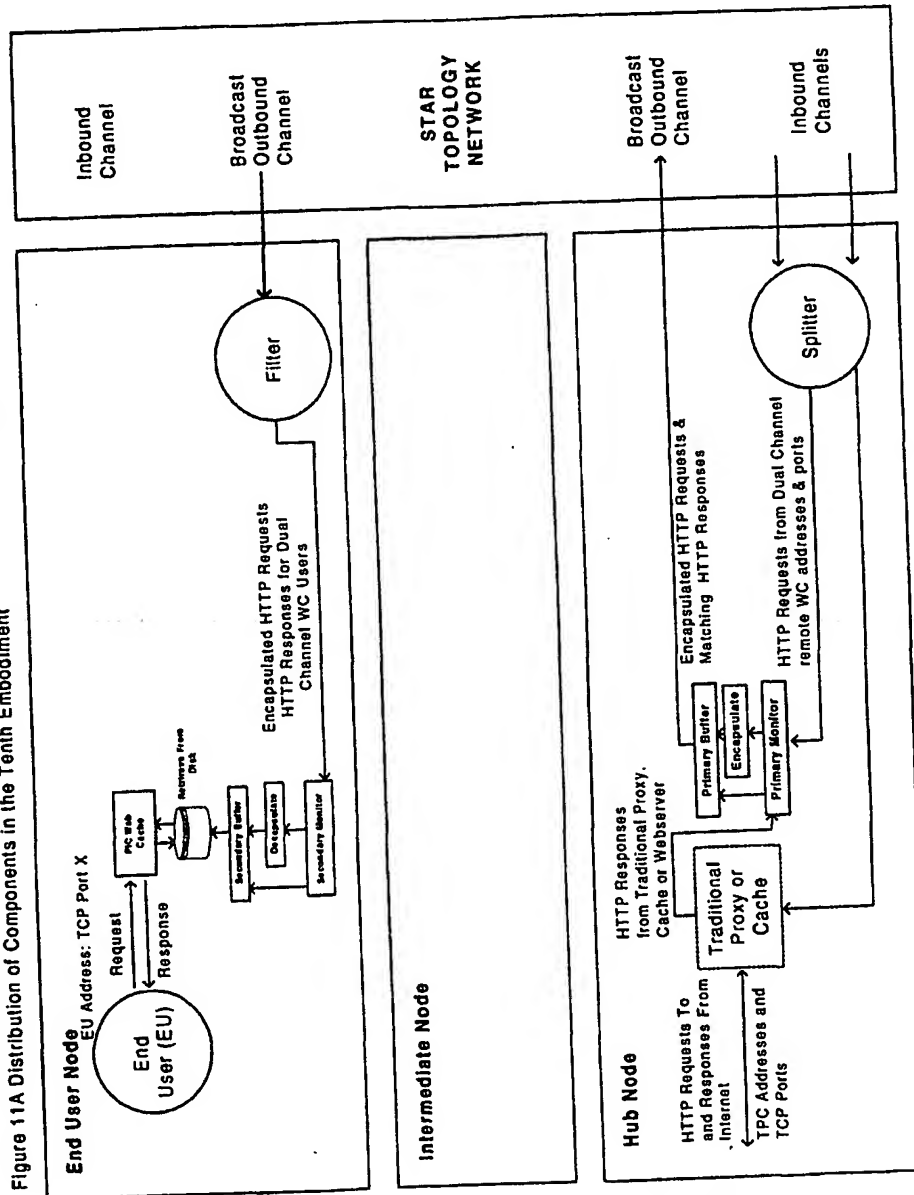 Figure 11A Distribution of Components in the Tenth Embodiment
End User Node
EU Address: TCP Port X
End
User (EU)
Request
Response
PIC Web
Cache
Retrieve From
Disk
Secondary Buffer
Decapsulate
Secondary Monitor
Encapsulated HTTP Requests
HTTP Responses for Dual
Channel WC Users
Filter
Inbound
Channel
Broadcast
Outbound
Channel
Intermediate Node
STAR
TOPOLOGY
NETWORK
Hub Node
HTTP Requests To
and Responses From
Internet
TPC Addresses and
TCP Ports
HTTP Responses
from Traditional Proxy,
Cache or Webserver
Traditional
Proxy or
Cache
Primary Buffer
Encapsulate
Primary Monitor
Encapsulated HTTP Requests &
Matching HTTP Responses
HTTP Requests from Dual Channel
remote WC addresses & ports
Splitter
Broadcast
Outbound
Channel
Inbound
Channels